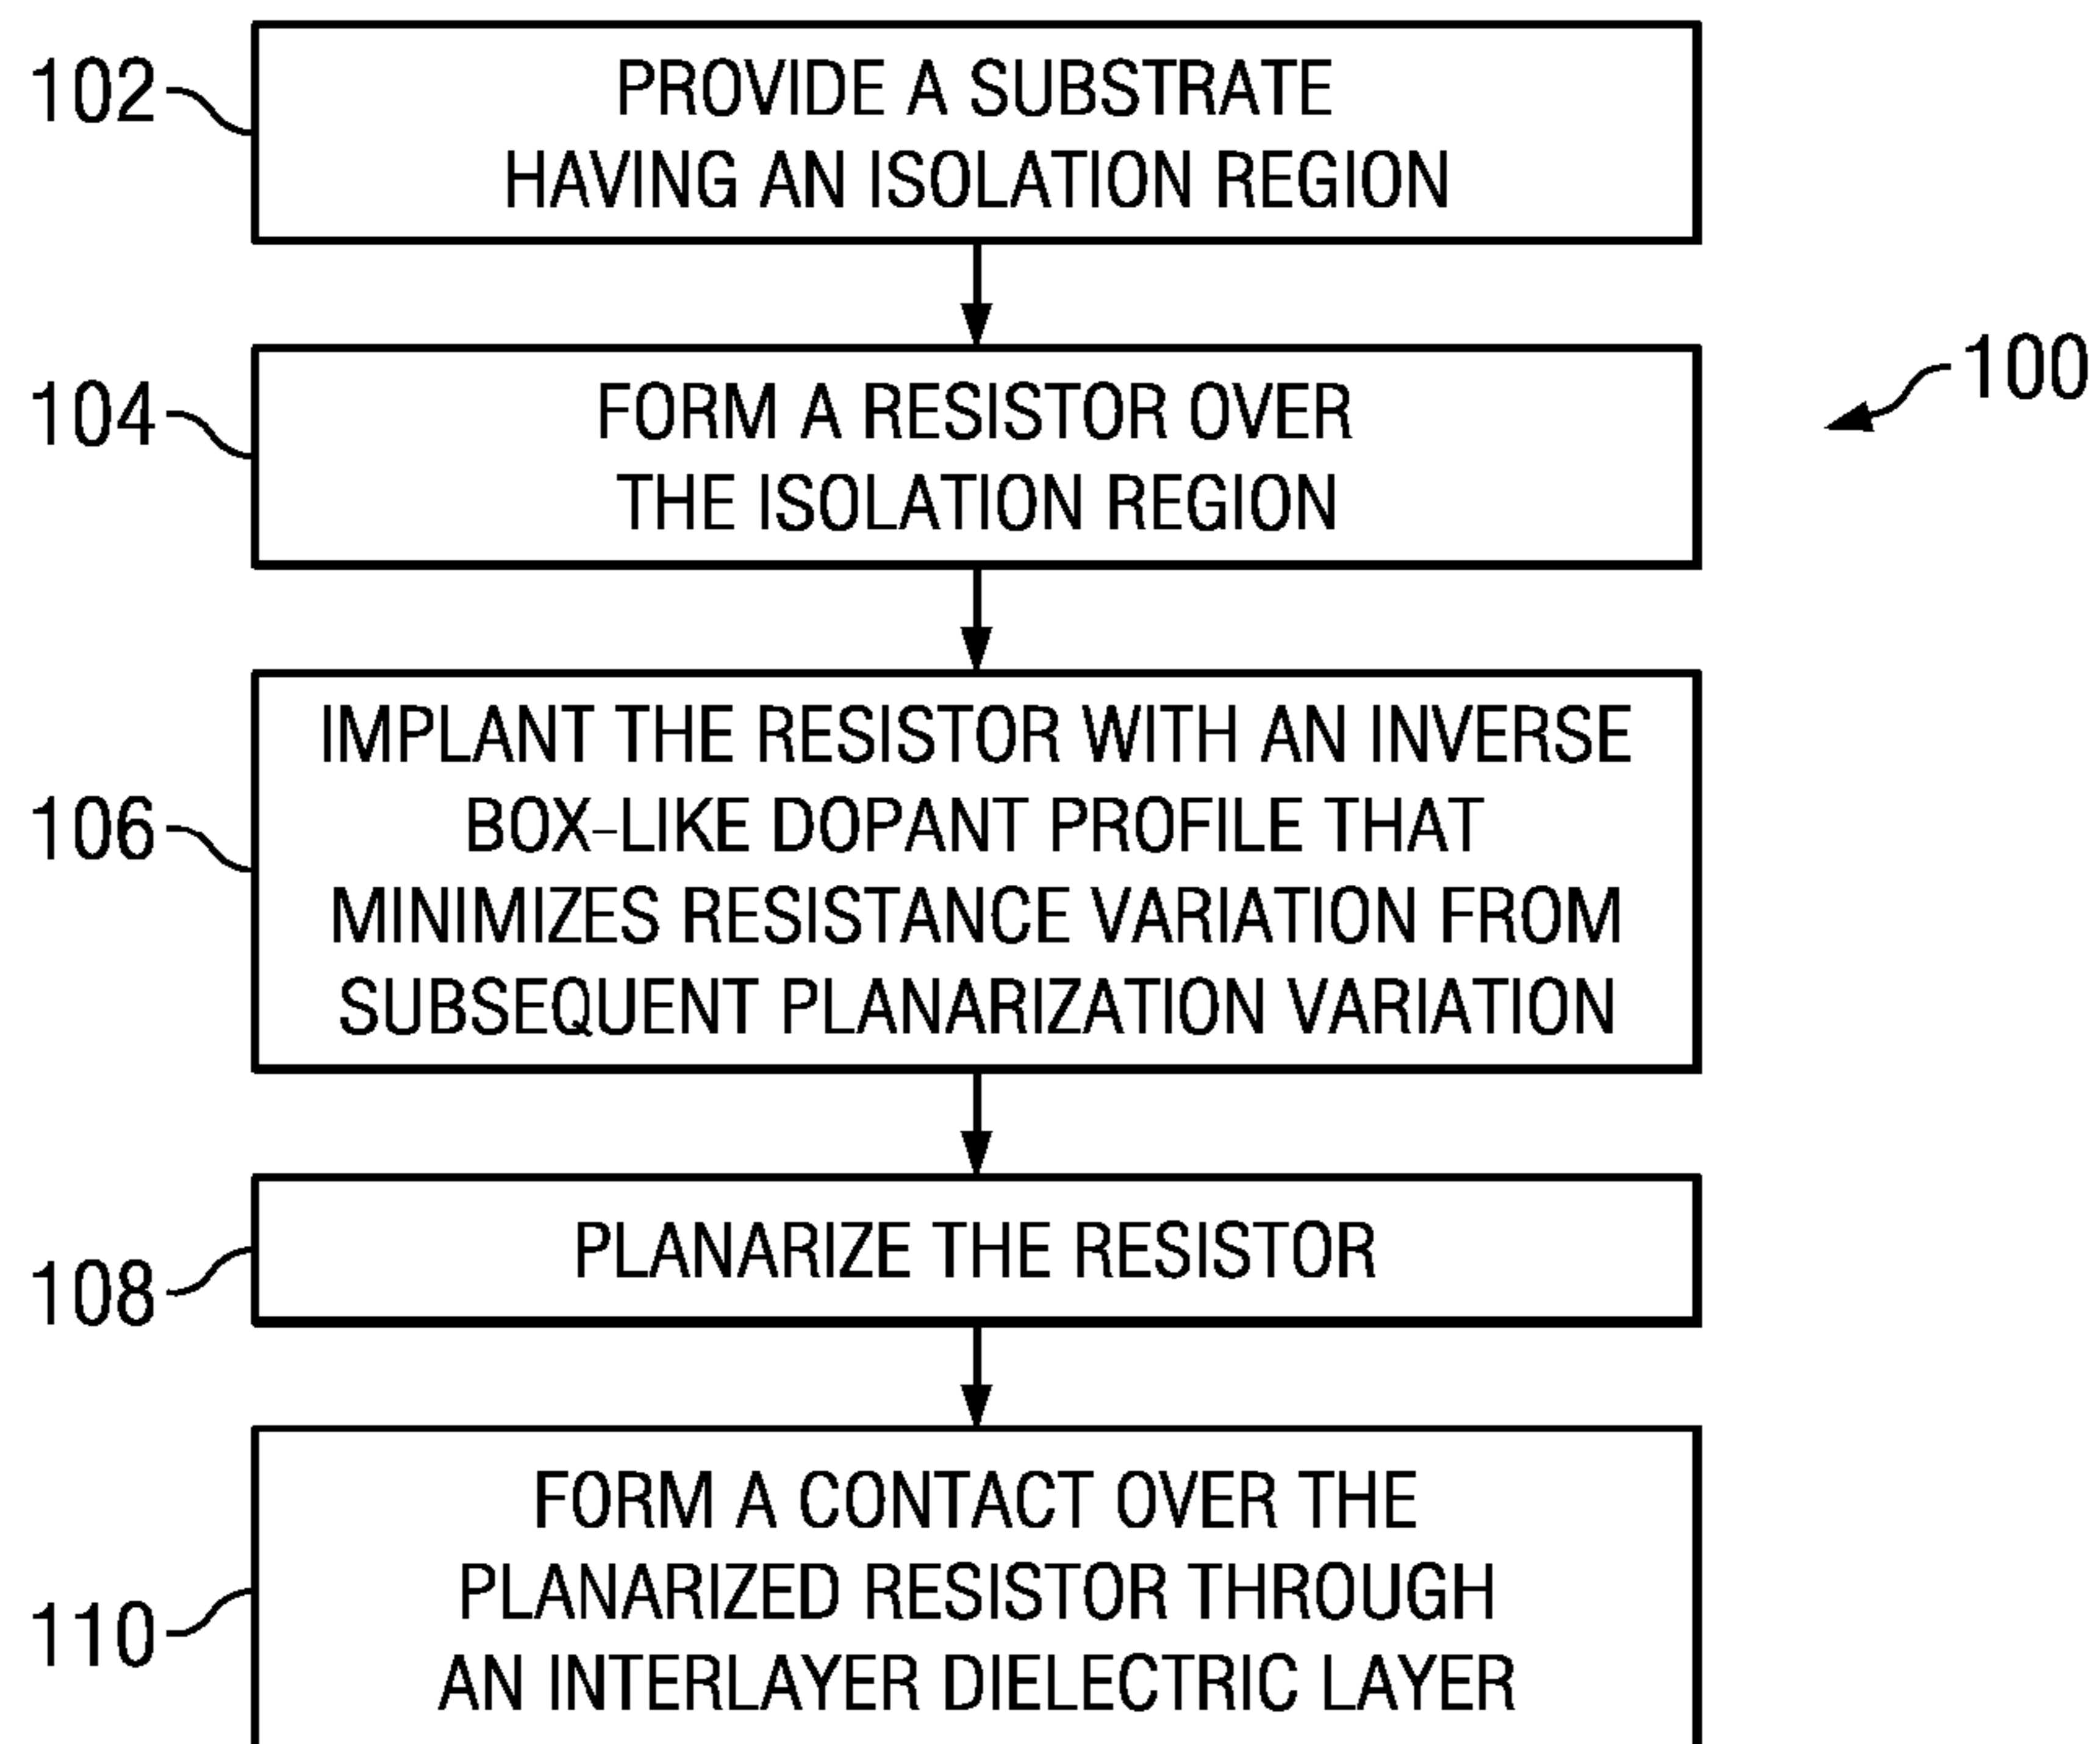 102
PROVIDE A SUBSTRATE
HAVING AN ISOLATION REGION
104
FORM A RESISTOR OVER
THE ISOLATION REGION
100
106
IMPLANT THE RESISTOR WITH AN INVERSE
BOX–LIKE DOPANT PROFILE THAT
MINIMIZES RESISTANCE VARIATION FROM
SUBSEQUENT PLANARIZATION VARIATION
108
PLANARIZE THE RESISTOR
110
FORM A CONTACT OVER THE
PLANARIZED RESISTOR THROUGH
AN INTERLAYER DIELECTRIC LAYER